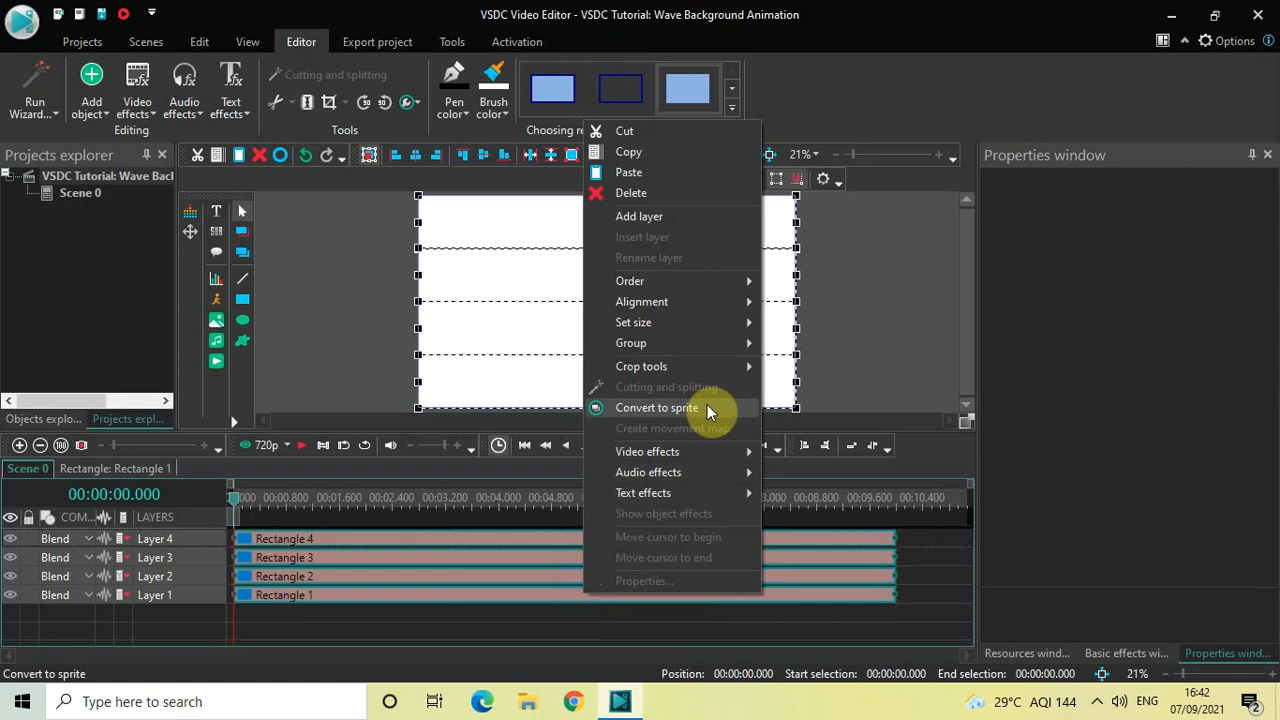 VSDC Video Editor - VSDC Tutorial: Wave Background Animation
Projects Scenes Edit View Editor Export project Tools Activation Options
Cutting and splitting
Run Wizard... Add object Video effects Audio effects Text effects Pen color Brush color
Editing Tools Choosing re
Projects explorer
21%
Properties window
VSDC Tutorial: Wave Backgr
Scene 0
Cut
Copy
Paste
Delete
Add layer
Insert layer
Rename layer
Order
Alignment
Set size
Group
Crop tools
Cutting and splitting
Convert to sprite
Create movement map
Video effects
Audio effects
Text effects
Show object effects
Move cursor to begin
Move cursor to end
Properties...
Objects explo... Projects explor...
720p
Scene 0 Rectangle: Rectangle 1
00:00:00.000
000 00:00.800 00:01.600 00:02.400 00:03.200 00:04.000 00:04.800 00:08.800 00:09.600 00:10.400
COM... LAYERS
Blend Layer 4 Rectangle 4
Blend Layer 3 Rectangle 3
Blend Layer 2 Rectangle 2
Blend Layer 1 Rectangle 1
Resources wind... Basic effects wi... Properties wind...
Convert to sprite Position: 00:00:00.000 Start selection: 00:00:00.000 End selection: 00:00:00.000 21%
Type here to search
29°C AQI 144 ENG
16:42
07/09/2021
2